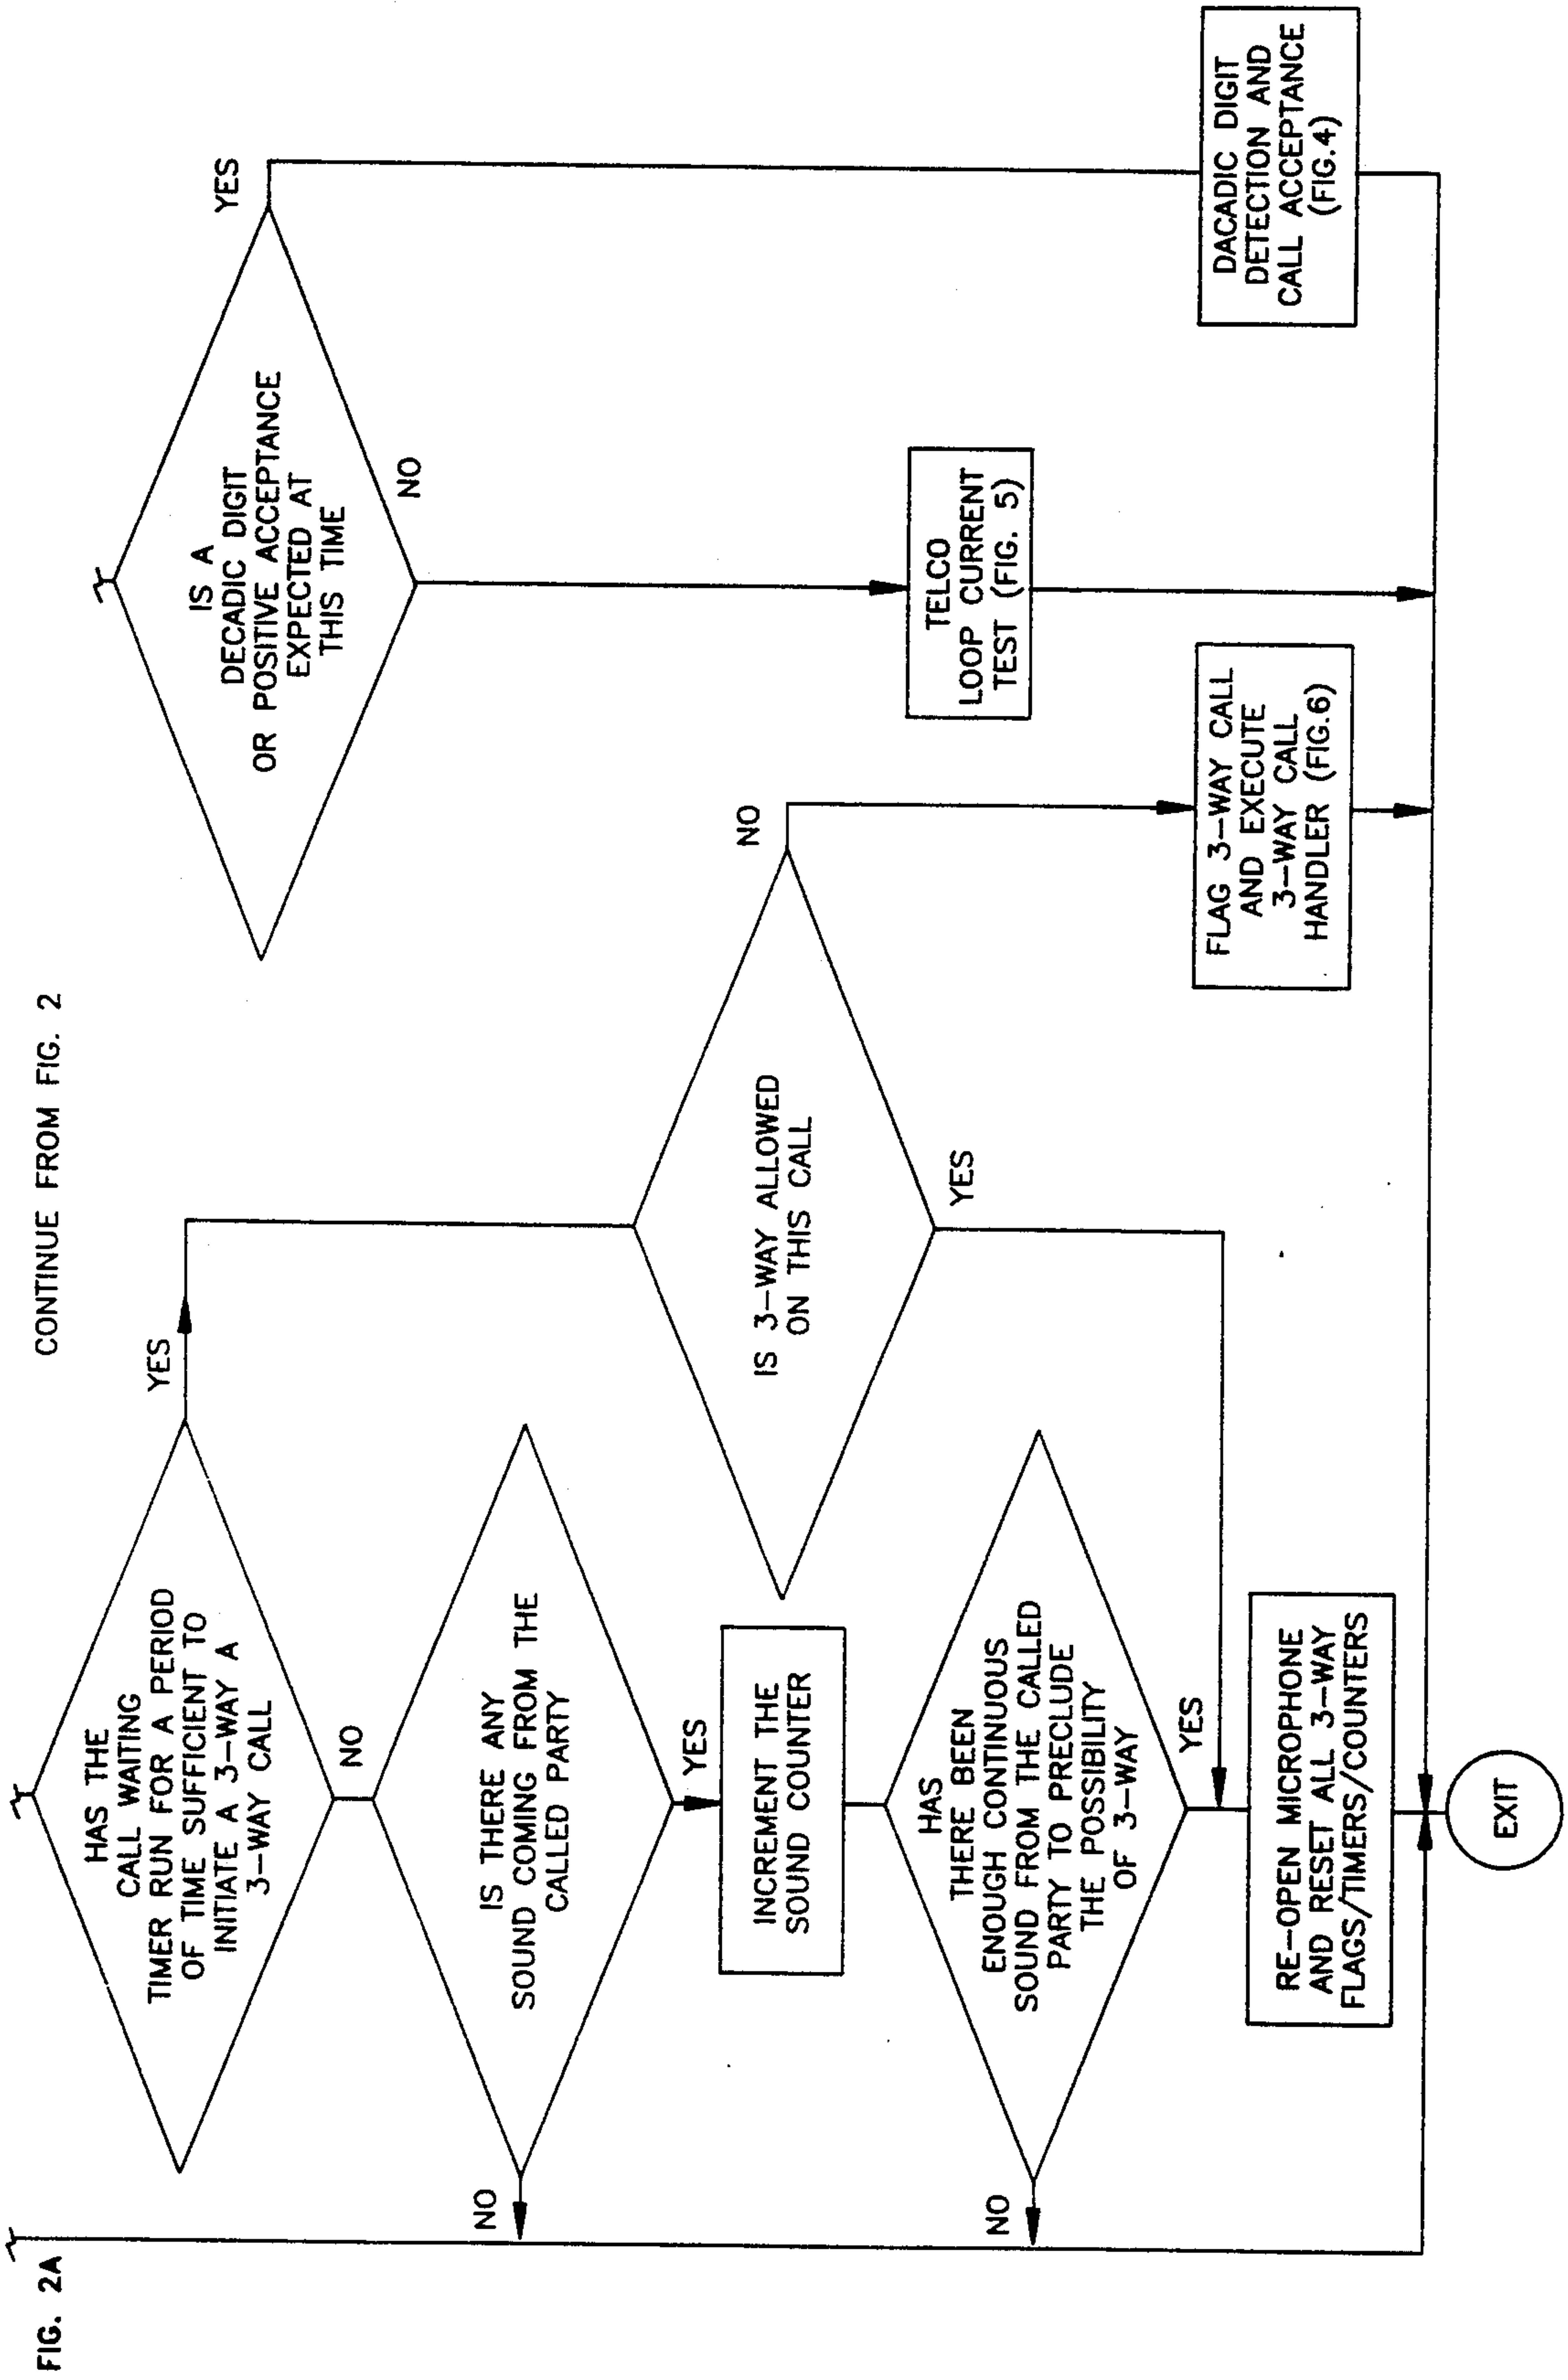 FIG. 2A
CONTINUE FROM FIG. 2
HAS THE
CALL WAITING
TIMER RUN FOR A PERIOD
OF TIME SUFFICIENT TO
INITIATE A 3-WAY A
3-WAY CALL
YES
NO
IS THERE ANY
SOUND COMING FROM THE
CALLED PARTY
NO
YES
INCREMENT THE
SOUND COUNTER
HAS
THERE BEEN
ENOUGH CONTINUOUS
SOUND FROM THE CALLED
PARTY TO PRECLUDE
THE POSSIBILITY
OF 3-WAY
NO
YES
RE-OPEN MICROPHONE
AND RESET ALL 3-WAY
FLAGS/TIMERS/COUNTERS
EXIT
IS 3-WAY ALLOWED
ON THIS CALL
NO
YES
FLAG 3-WAY CALL
AND EXECUTE
3-WAY CALL
HANDLER (FIG.6)
IS A
DECADIC DIGIT
OR POSITIVE ACCEPTANCE
EXPECTED AT
THIS TIME
YES
NO
TELCO
LOOP CURRENT
TEST (FIG. 5)
DACADIC DIGIT
DETECTION AND
CALL ACCEPTANCE
(FIG.4)